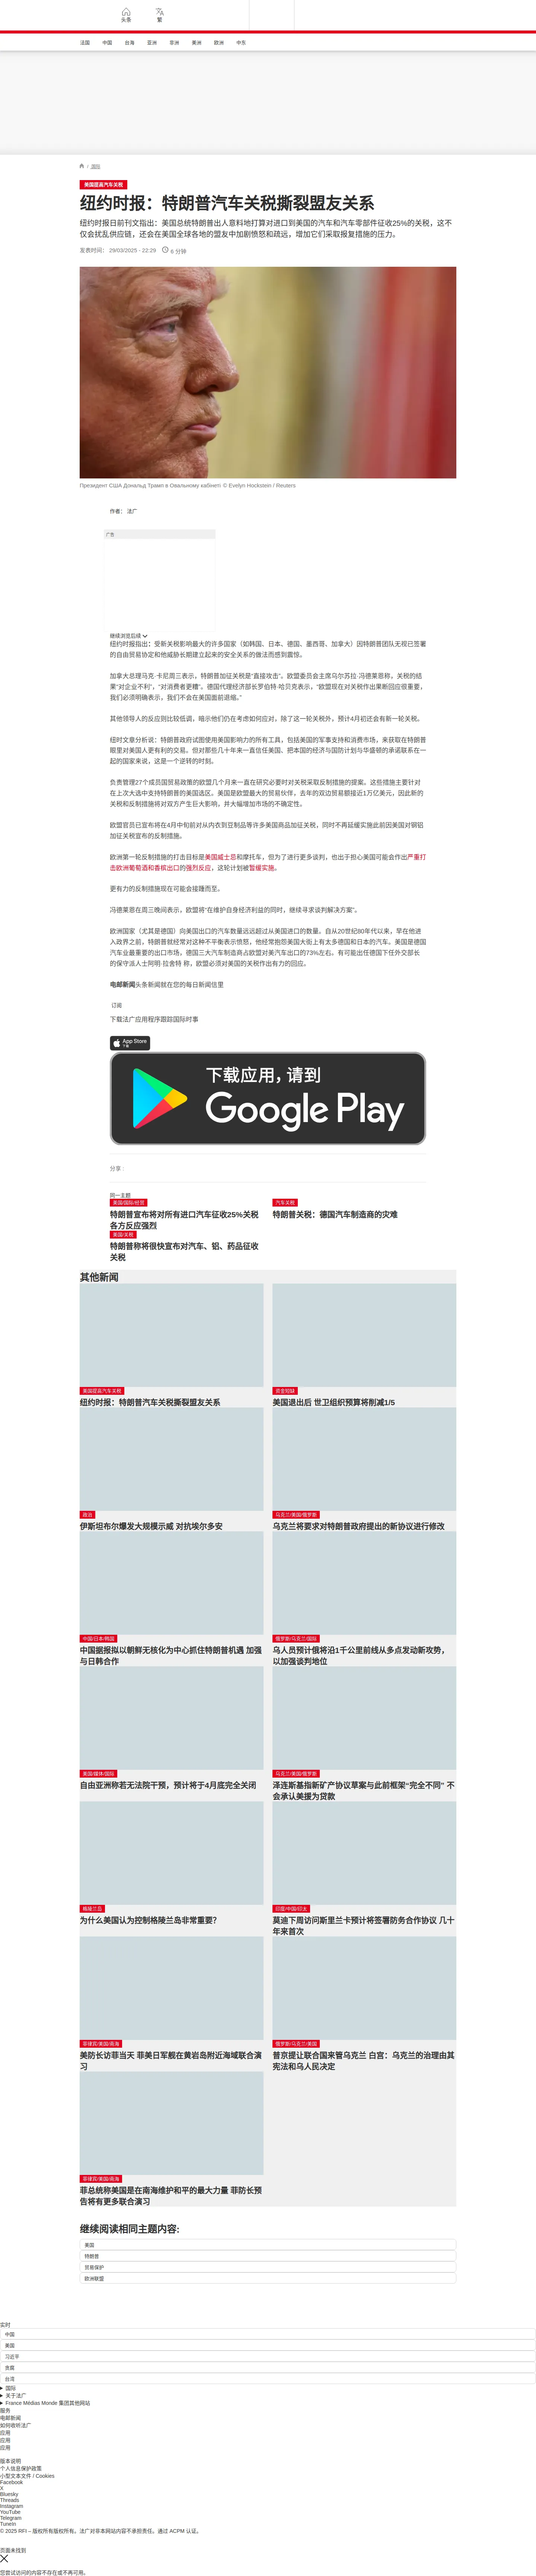 头条
繁
法国 中国 台海 亚洲 非洲 美洲 欧洲 中东
/ 国际
美国提高汽车关税
纽约时报：特朗普汽车关税撕裂盟友关系
纽约时报日前刊文指出：美国总统特朗普出人意料地打算对进口到美国的汽车和汽车零部件征收25%的关税，这不
仅会扰乱供应链，还会在美国全球各地的盟友中加剧愤怒和疏远，增加它们采取报复措施的压力。
发表时间： 29/03/2025 - 22:29 6 分钟
Президент США Дональд Трамп в Овальному кабінеті © Evelyn Hockstein / Reuters
作者： 法广
广告
继续浏览后续
纽约时报指出：受新关税影响最大的许多国家（如韩国、日本、德国、墨西哥、加拿大）因特朗普团队无视已签署
的自由贸易协定和他威胁长期建立起来的安全关系的做法而感到震惊。
加拿大总理马克·卡尼周三表示，特朗普加征关税是“直接攻击”。欧盟委员会主席乌尔苏拉·冯德莱恩称，关税的结
果“对企业不利”，“对消费者更糟”。德国代理经济部长罗伯特·哈贝克表示，“欧盟现在对关税作出果断回应很重要，
我们必须明确表示，我们不会在美国面前退缩。”
其他领导人的反应则比较低调，暗示他们仍在考虑如何应对，除了这一轮关税外，预计4月初还会有新一轮关税。
纽时文章分析说：特朗普政府试图使用美国影响力的所有工具，包括美国的军事支持和消费市场，来获取在特朗普
眼里对美国人更有利的交易。但对那些几十年来一直信任美国、把本国的经济与国防计划与华盛顿的承诺联系在一
起的国家来说，这是一个逆转的时刻。
负责管理27个成员国贸易政策的欧盟几个月来一直在研究必要时对关税采取反制措施的提案。这些措施主要针对
在上次大选中支持特朗普的美国选区。美国是欧盟最大的贸易伙伴，去年的双边贸易额接近1万亿美元，因此新的
关税和反制措施将对双方产生巨大影响，并大幅增加市场的不确定性。
欧盟官员已宣布将在4月中旬前对从内衣到豆制品等许多美国商品加征关税，同时不再延缓实施此前因美国对钢铝
加征关税宣布的反制措施。
欧洲第一轮反制措施的打击目标是美国威士忌和摩托车，但为了进行更多谈判，也出于担心美国可能会作出严重打
击欧洲葡萄酒和香槟出口的强烈反应，这轮计划被暂缓实施。
更有力的反制措施现在可能会接踵而至。
冯德莱恩在周三晚间表示，欧盟将“在维护自身经济利益的同时，继续寻求谈判解决方案”。
欧洲国家（尤其是德国）向美国出口的汽车数量远远超过从美国进口的数量。自从20世纪80年代以来，早在他进
入政界之前，特朗普就经常对这种不平衡表示愤怒，他经常抱怨美国大街上有太多德国和日本的汽车。美国是德国
汽车业最重要的出口市场，德国三大汽车制造商占欧盟对美汽车出口的73%左右。有可能出任德国下任外交部长
的保守派人士阿明·拉舍特 称，欧盟必须对美国的关税作出有力的回应。
电邮新闻头条新闻就在您的每日新闻信里
订阅
下载法广应用程序跟踪国际时事
App Store
下载应用，请到
Google Play
分享 :
同一主题
美国/国际/经贸
特朗普宣布将对所有进口汽车征收25%关税
各方反应强烈
汽车关税
特朗普关税：德国汽车制造商的灾难
美国/关税
特朗普称将很快宣布对汽车、铝、药品征收
关税
其他新闻
美国提高汽车关税
纽约时报：特朗普汽车关税撕裂盟友关系
资金短缺
美国退出后 世卫组织预算将削减1/5
政治
伊斯坦布尔爆发大规模示威 对抗埃尔多安
乌克兰/美国/俄罗斯
乌克兰将要求对特朗普政府提出的新协议进行修改
中国/日本/韩国
中国据报拟以朝鲜无核化为中心抓住特朗普机遇 加强
与日韩合作
俄罗斯/乌克兰/国际
乌人员预计俄将沿1千公里前线从多点发动新攻势，
以加强谈判地位
美国/媒体/国际
自由亚洲称若无法院干预，预计将于4月底完全关闭
乌克兰/美国/俄罗斯
泽连斯基指新矿产协议草案与此前框架“完全不同” 不
会承认美援为贷款
格陵兰岛
为什么美国认为控制格陵兰岛非常重要？
印度/中国/印太
莫迪下周访问斯里兰卡预计将签署防务合作协议 几十
年来首次
菲律宾/美国/南海
美防长访菲当天 菲美日军舰在黄岩岛附近海域联合演
习
俄罗斯/乌克兰/美国
普京提让联合国来管乌克兰 白宫：乌克兰的治理由其
宪法和乌人民决定
菲律宾/美国/南海
菲总统称美国是在南海维护和平的最大力量 菲防长预
告将有更多联合演习
继续阅读相同主题内容:
美国
特朗普
贸易保护
欧洲联盟
实时
中国
美国
习近平
贪腐
台湾
国际
关于法广
France Médias Monde 集团其他网站
服务
电邮新闻
如何收听法广
应用
应用
应用
版本说明
个人信息保护政策
小型文本文件 / Cookies
Facebook
X
Bluesky
Threads
Instagram
YouTube
Telegram
TuneIn
© 2025 RFI – 版权所有版权所有。法广对非本网站内容不承担责任。通过 ACPM 认证。
页面未找到
您尝试访问的内容不存在或不再可用。